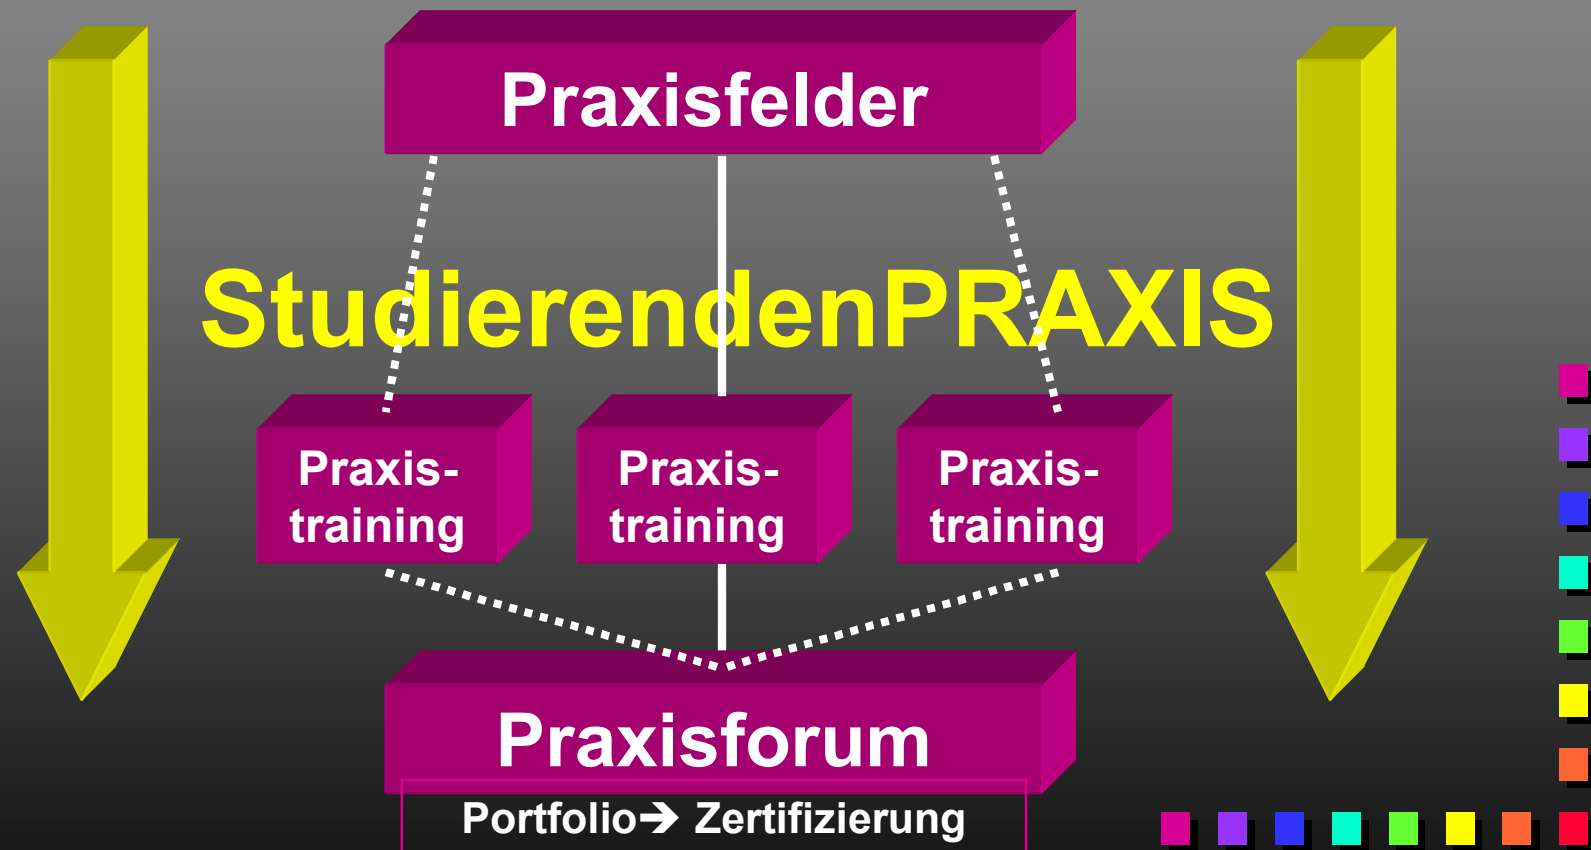 Praxisfelder
StudierendenPRAXIS
Praxis-
training
Praxis-
training
Praxis-
training
Praxisforum
Portfolio➔ Zertifizierung